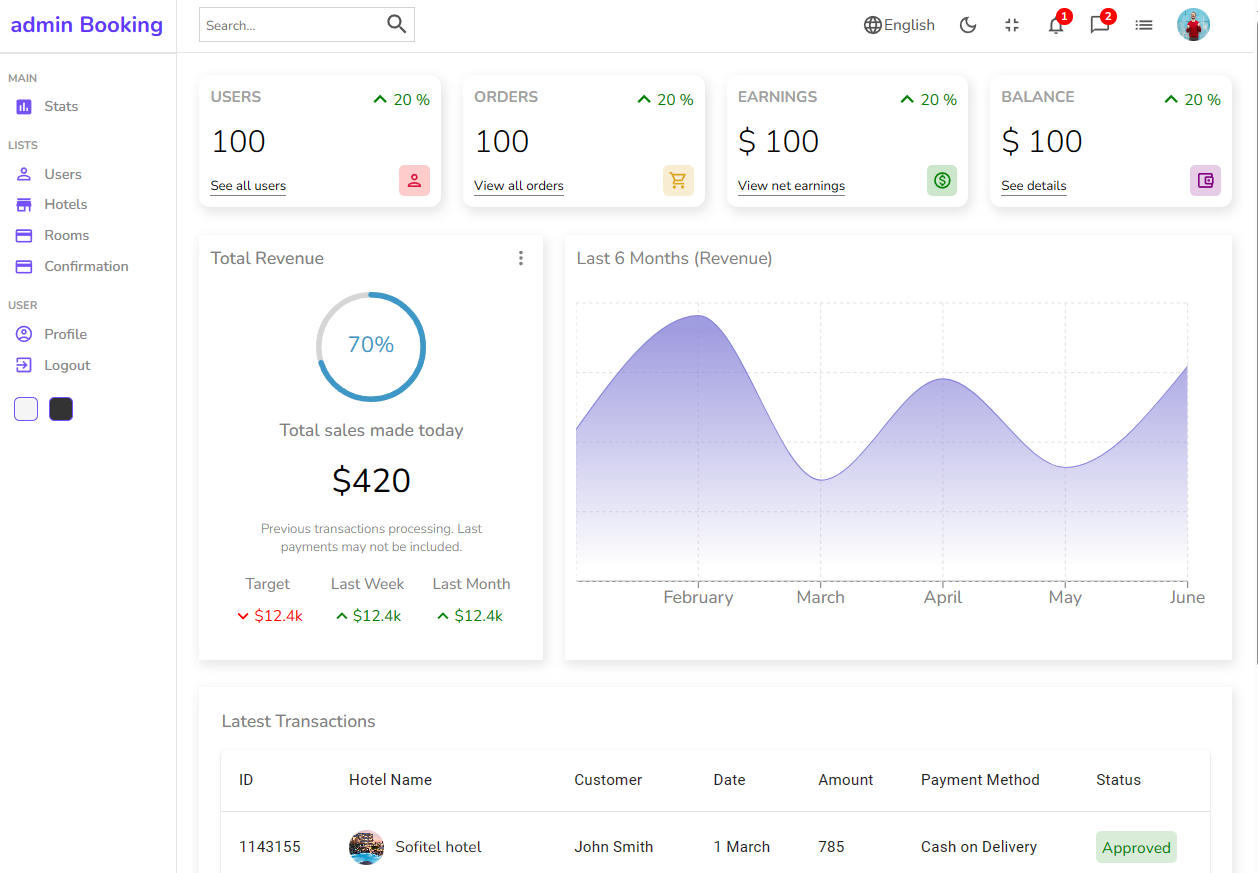 admin Booking
Search...
English
1
2
MAIN
Stats
LISTS
Users
Hotels
Rooms
Confirmation
USER
Profile
Logout
USERS
20 %
100
See all users
ORDERS
20 %
100
View all orders
EARNINGS
20 %
$ 100
View net earnings
BALANCE
20 %
$ 100
See details
Total Revenue
70%
Total sales made today
$420
Previous transactions processing. Last
payments may not be included.
Target Last Week Last Month
$12.4k $12.4k $12.4k
Last 6 Months (Revenue)
February March April May June
Latest Transactions
ID Hotel Name Customer Date Amount Payment Method Status
1143155 Sofitel hotel John Smith 1 March 785 Cash on Delivery Approved